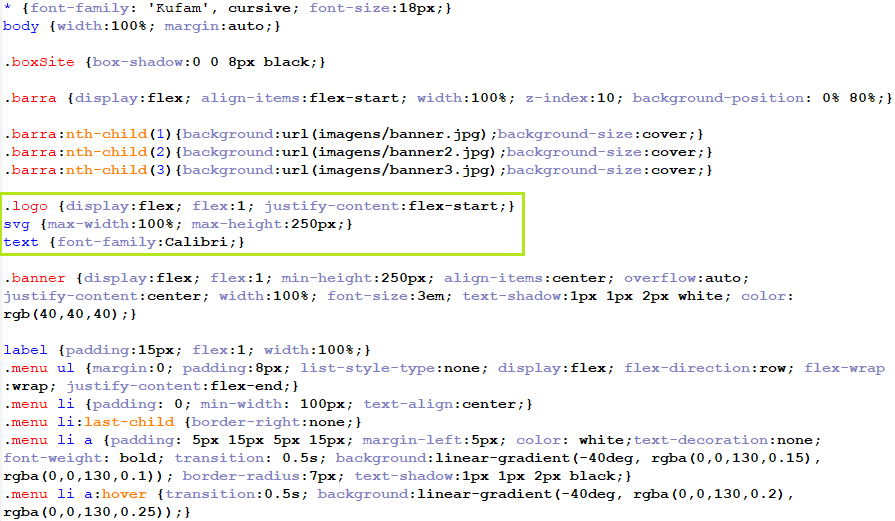 * {font-family: 'Kufam', cursive; font-size:18px;}
body {width:100%; margin:auto;}
.boxSite {box-shadow:0 0 8px black;}
.barra {display:flex; align-items:flex-start; width:100%; z-index:10; background-position: 0% 80%;}
.barra:nth-child(1){background:url(imagens/banner.jpg);background-size:cover;}
.barra:nth-child(2){background:url(imagens/banner2.jpg);background-size:cover;}
.barra:nth-child(3){background:url(imagens/banner3.jpg);background-size:cover;}
.logo {display:flex; flex:1; justify-content:flex-start;}
svg {max-width:100%; max-height:250px;}
text {font-family:Calibri;}
.banner {display:flex; flex:1; min-height:250px; align-items:center; overflow:auto;
justify-content:center; width:100%; font-size:3em; text-shadow:1px 1px 2px white; color:
rgb(40,40,40);}
label {padding:15px; flex:1; width:100%;}
.menu ul {margin:0; padding:8px; list-style-type:none; display:flex; flex-direction:row; flex-wrap
:wrap; justify-content:flex-end;}
.menu li {padding: 0; min-width: 100px; text-align:center;}
.menu li:last-child {border-right:none;}
.menu li a {padding: 5px 15px 5px 15px; margin-left:5px; color: white;text-decoration:none;
font-weight: bold; transition: 0.5s; background:linear-gradient(-40deg, rgba(0,0,130,0.15),
rgba(0,0,130,0.1)); border-radius:7px; text-shadow:1px 1px 2px black;}
.menu li a:hover {transition:0.5s; background:linear-gradient(-40deg, rgba(0,0,130,0.2),
rgba(0,0,130,0.25));}